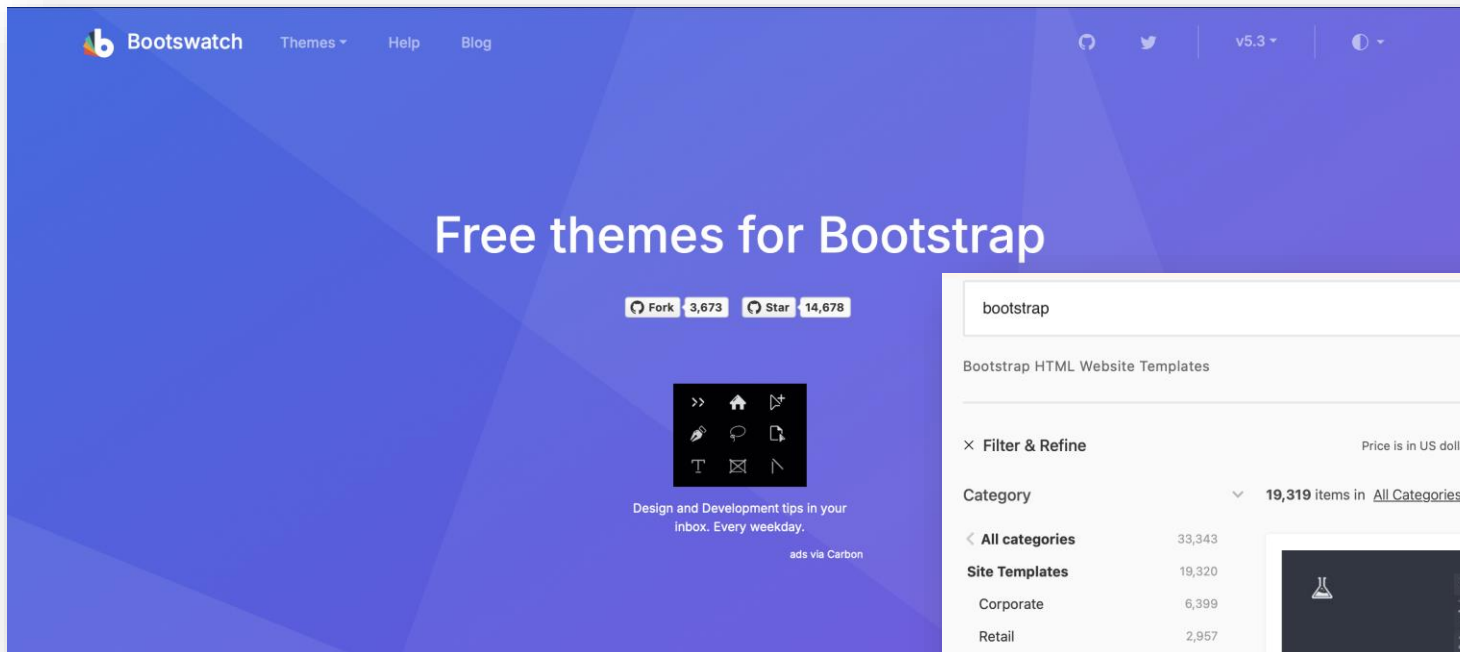 Bootswatch Themes Help Blog v5.3
Free themes for Bootstrap
Fork 3,673 Star 14,678
Design and Development tips in your
inbox. Every weekday.
ads via Carbon
bootstrap
Bootstrap HTML Website Templates
Filter & Refine
Price is in US doll
Category
19,319 items in All Categories
All categories 33,343
Site Templates 19,320
Corporate 6,399
Retail 2,957